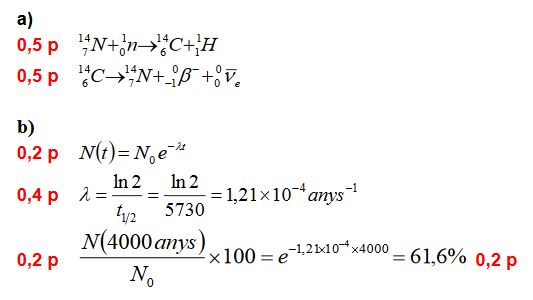 a)
0,5 p ¹⁴₇N+¹₀n→¹⁴₆C+¹₁H
0,5 p ¹⁴₆C→¹⁴₇N+⁰₋₁β⁻+⁰₀ν̅ₑ
b)
0,2 p N(t)=N₀e^(−λt)
0,4 p λ = ln 2 / t₁/₂ = ln 2 / 5730 = 1,21×10⁻⁴ anys⁻¹
0,2 p N(4000 anys) / N₀ ×100 = e^(−1,21×10⁻⁴×4000) = 61,6% 0,2 p